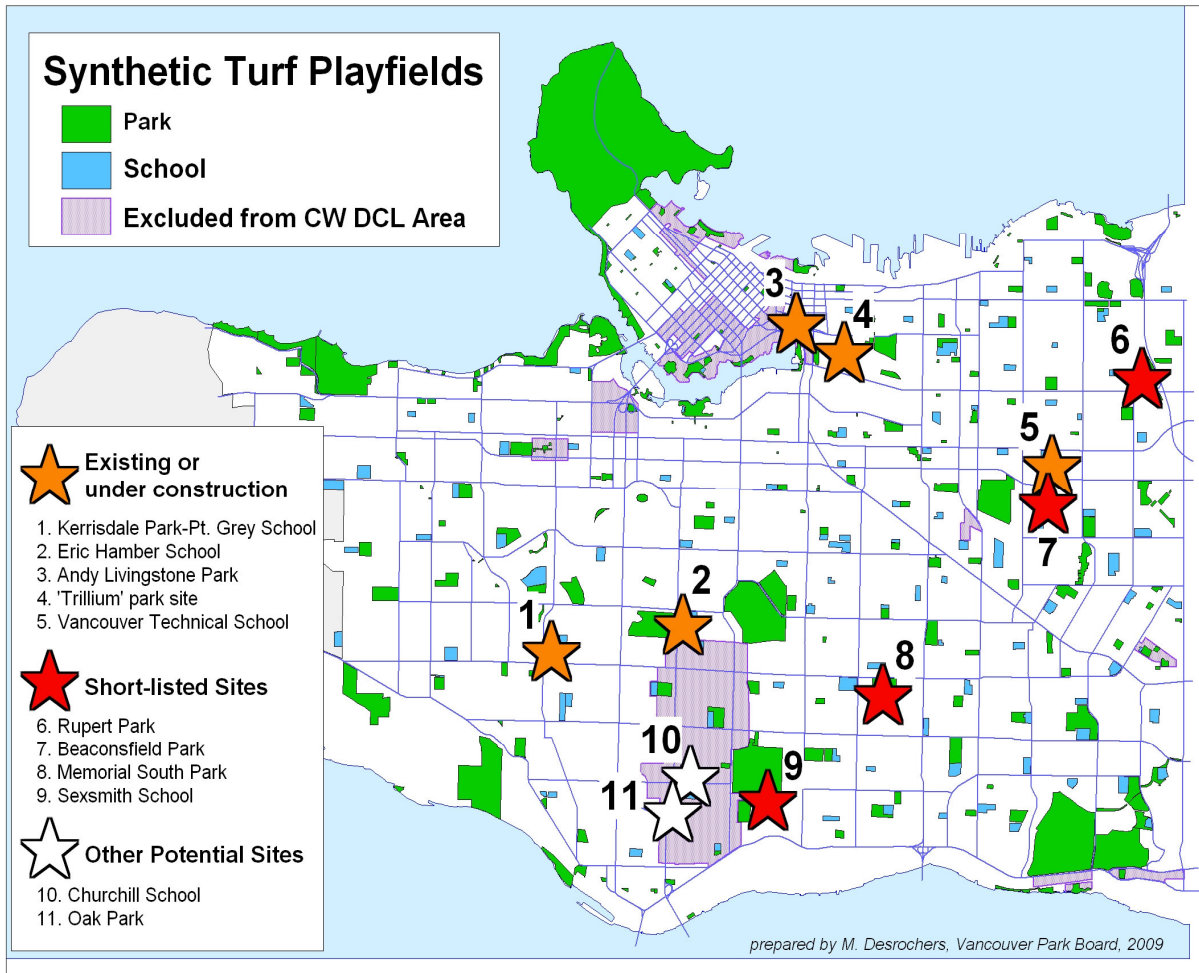 Synthetic Turf Playfields
Park
School
Excluded from CW DCL Area
3
4
6
5
7
Existing or
under construction
1. Kerrisdale Park-Pt. Grey School
2. Eric Hamber School
3. Andy Livingstone Park
4. 'Trillium' park site
5. Vancouver Technical School
Short-listed Sites
6. Rupert Park
7. Beaconsfield Park
8. Memorial South Park
9. Sexsmith School
Other Potential Sites
10. Churchill School
11. Oak Park
2
1
8
10
9
11
prepared by M. Desrochers, Vancouver Park Board, 2009